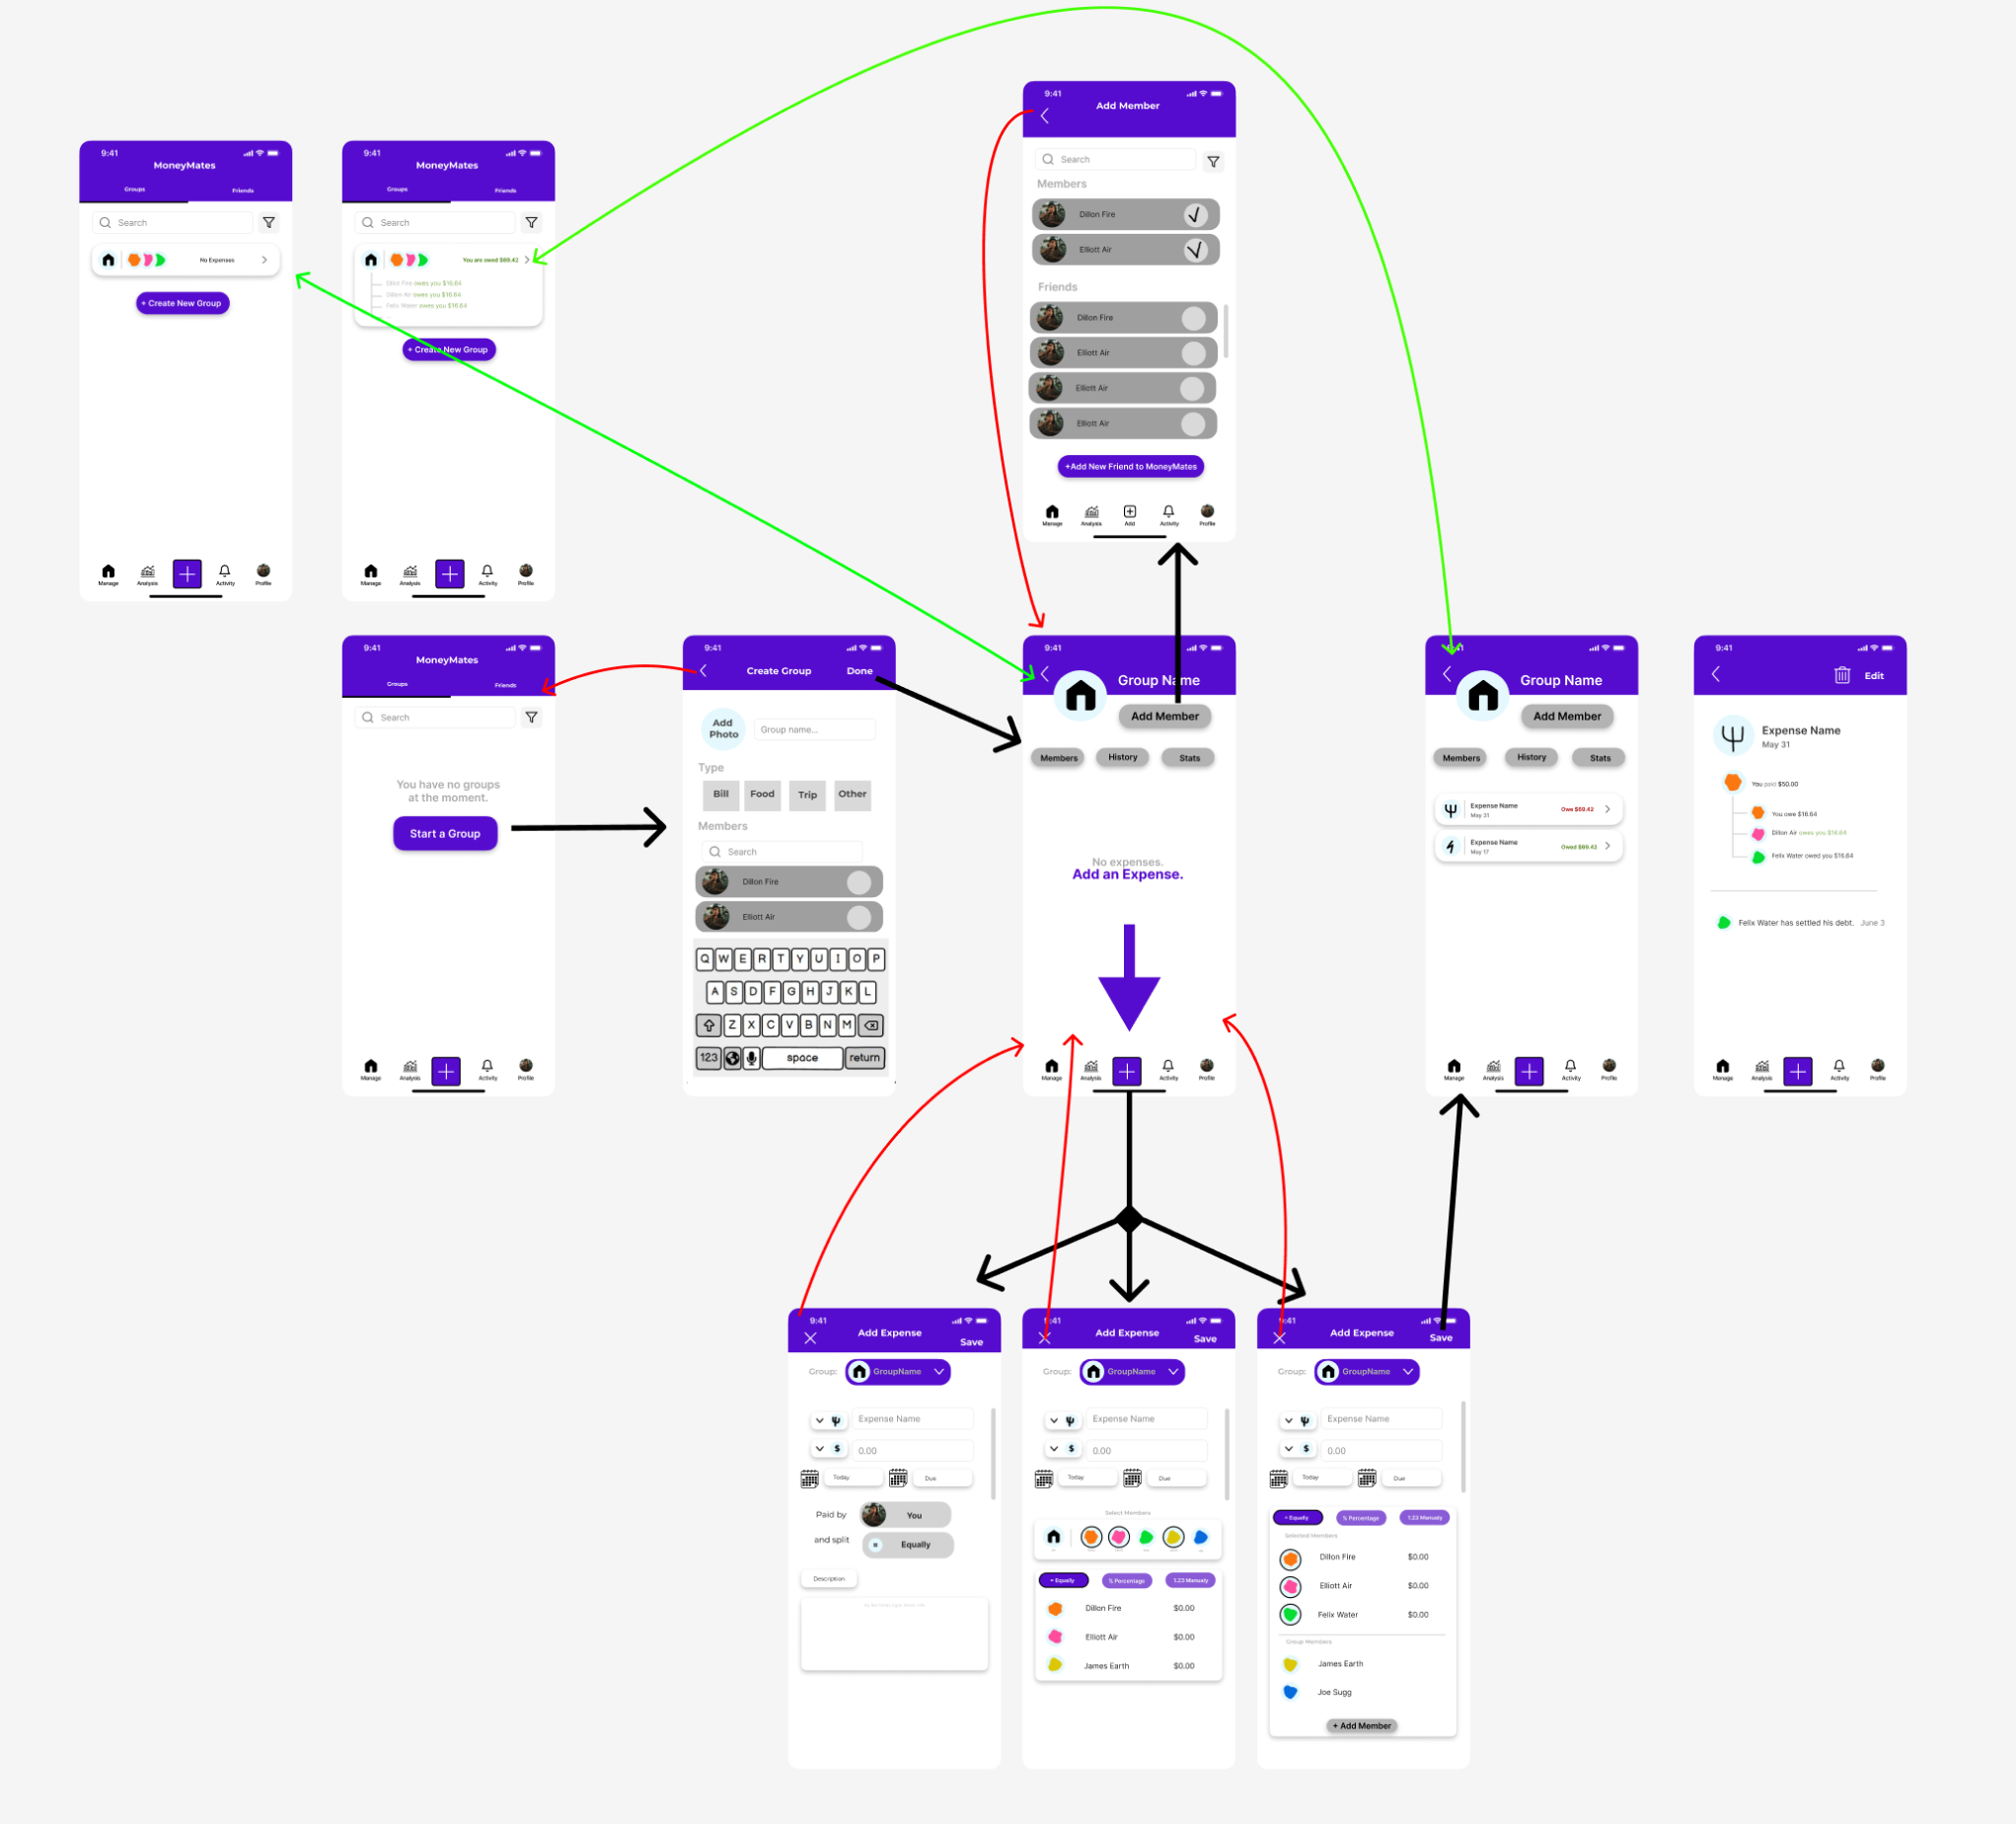 9:41
Add Member
Search
Members
Dillon Fire
Elliott Air
Friends
Dillon Fire
Elliott Air
Elliott Air
Elliott Air
+Add New Friend to MoneyMates
Manage Analysis Add Activity Profile
9:41
MoneyMates
Groups Friends
Search
No Expenses
+ Create New Group
Manage Analysis Activity Profile
9:41
MoneyMates
Groups Friends
Search
You are owed $69.42
Elliot Fire owes you $16.64
Dillon Air owes you $16.64
Felix Water owes you $16.64
+ Create New Group
Manage Analysis Activity Profile
9:41
MoneyMates
Groups Friends
Search
You have no groups
at the moment.
Start a Group
Manage Analysis Activity Profile
9:41
Create Group Done
Add
Photo
Group name...
Type
Bill Food Trip Other
Members
Search
Dillon Fire
Elliott Air
Q W E R T Y U I O P
A S D F G H J K L
Z X C V B N M
123 space return
9:41
Group Name
Add Member
Members History Stats
No expenses.
Add an Expense.
Manage Analysis Activity Profile
9:41
Group Name
Add Member
Members History Stats
Expense Name Owe $69.42
May 31
Expense Name Owed $69.42
May 17
Manage Analysis Activity Profile
9:41
Edit
Expense Name
May 31
You paid $50.00
You owe $16.64
Dillon Air owes you $16.64
Felix Water owed you $16.64
Felix Water has settled his debt. June 3
Manage Analysis Activity Profile
9:41
Add Expense
Save
Group: GroupName
Expense Name
$ 0.00
Today Due
Paid by You
and split = Equally
Description
9:41
Add Expense
Save
Group: GroupName
Expense Name
$ 0.00
Today Due
Select Members
= Equally % Percentage 1.23 Manualy
Dillon Fire $0.00
Elliott Air $0.00
James Earth $0.00
9:41
Add Expense
Save
Group: GroupName
Expense Name
$ 0.00
Today Due
= Equally % Percentage 1.23 Manualy
Selected Members
Dillon Fire $0.00
Elliott Air $0.00
Felix Water $0.00
Group Members
James Earth
Joe Sugg
+ Add Member